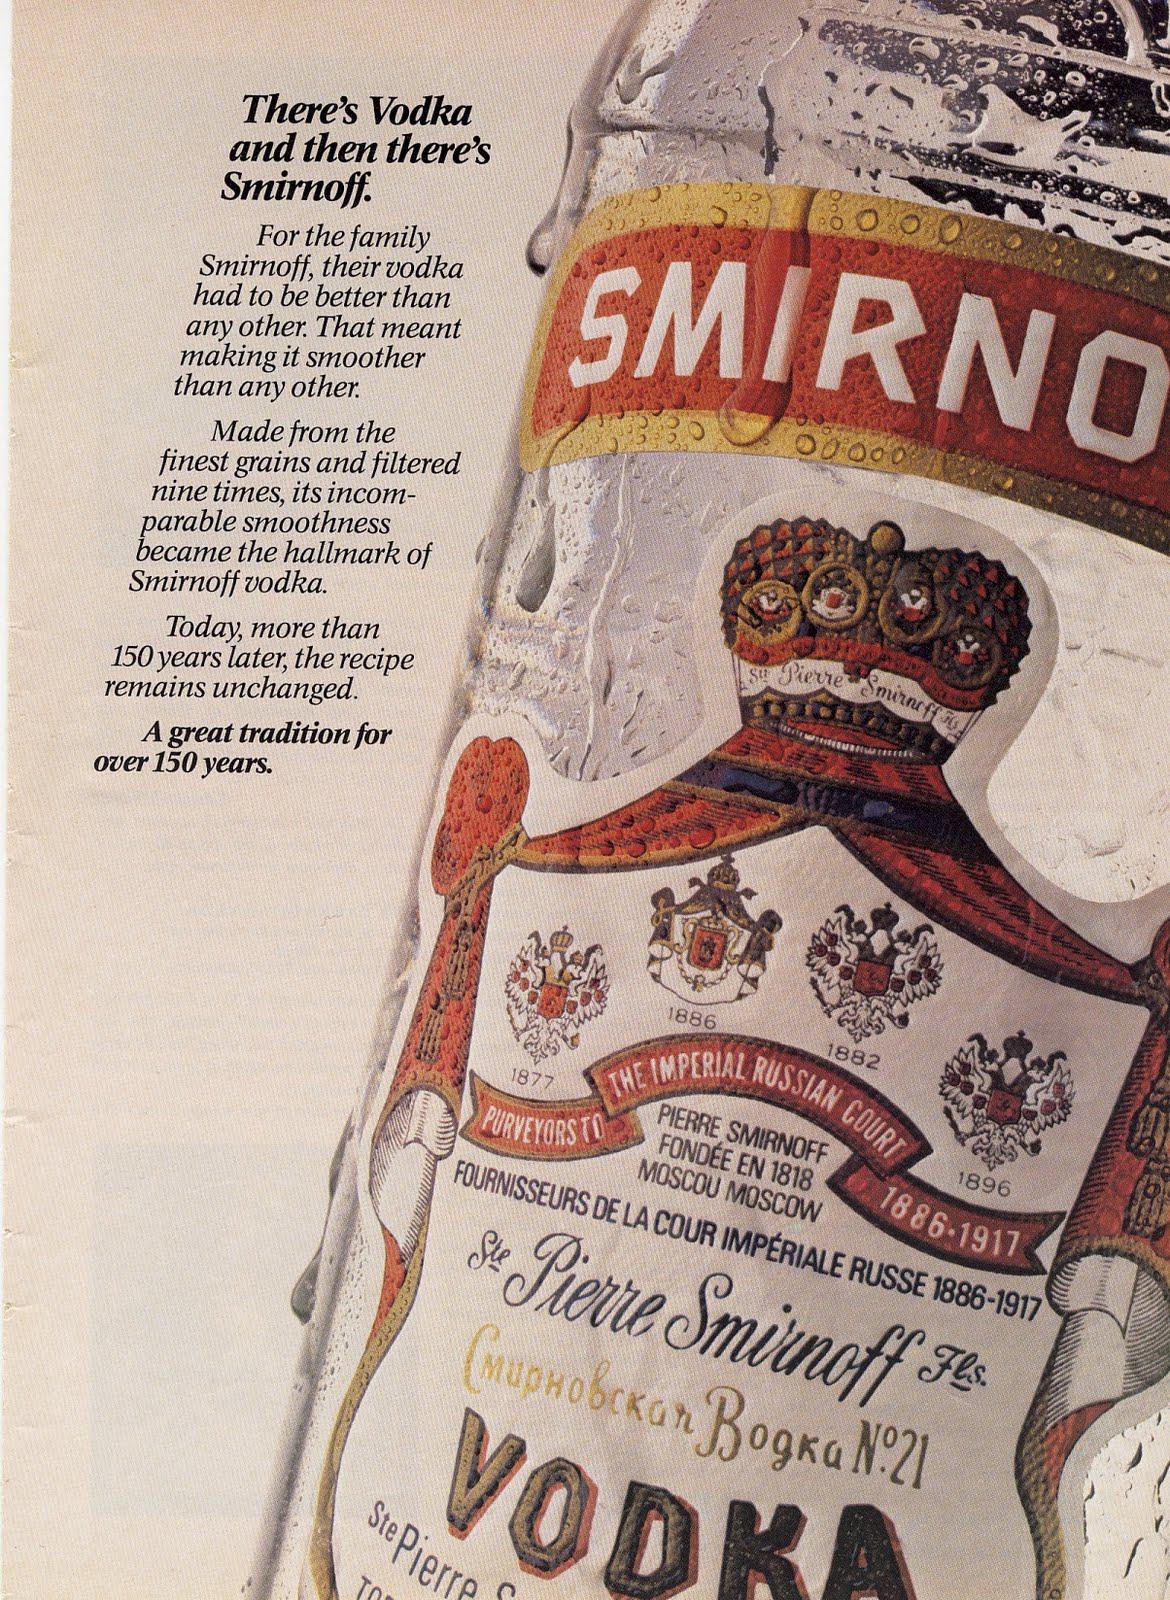 There's Vodka
and then there's
Smirnoff.
For the family
Smirnoff, their vodka
had to be better than
any other. That meant
making it smoother
than any other.
Made from the
finest grains and filtered
nine times, its incom-
parable smoothness
became the hallmark of
Smirnoff vodka.
Today, more than
150 years later, the recipe
remains unchanged.
A great tradition for
over 150 years.
SMIRNO
Ste Pierre Smirnoff Fls
1877
1886
1882
1896
PURVEYORS TO THE IMPERIAL RUSSIAN COURT 1886-1917
PIERRE SMIRNOFF
FONDÉE EN 1818
MOSCOU MOSCOW
FOURNISSEURS DE LA COUR IMPÉRIALE RUSSE 1886-1917
Ste Pierre Smirnoff Fls.
Смирновская Водка №21
VODKA
Ste Pierre S